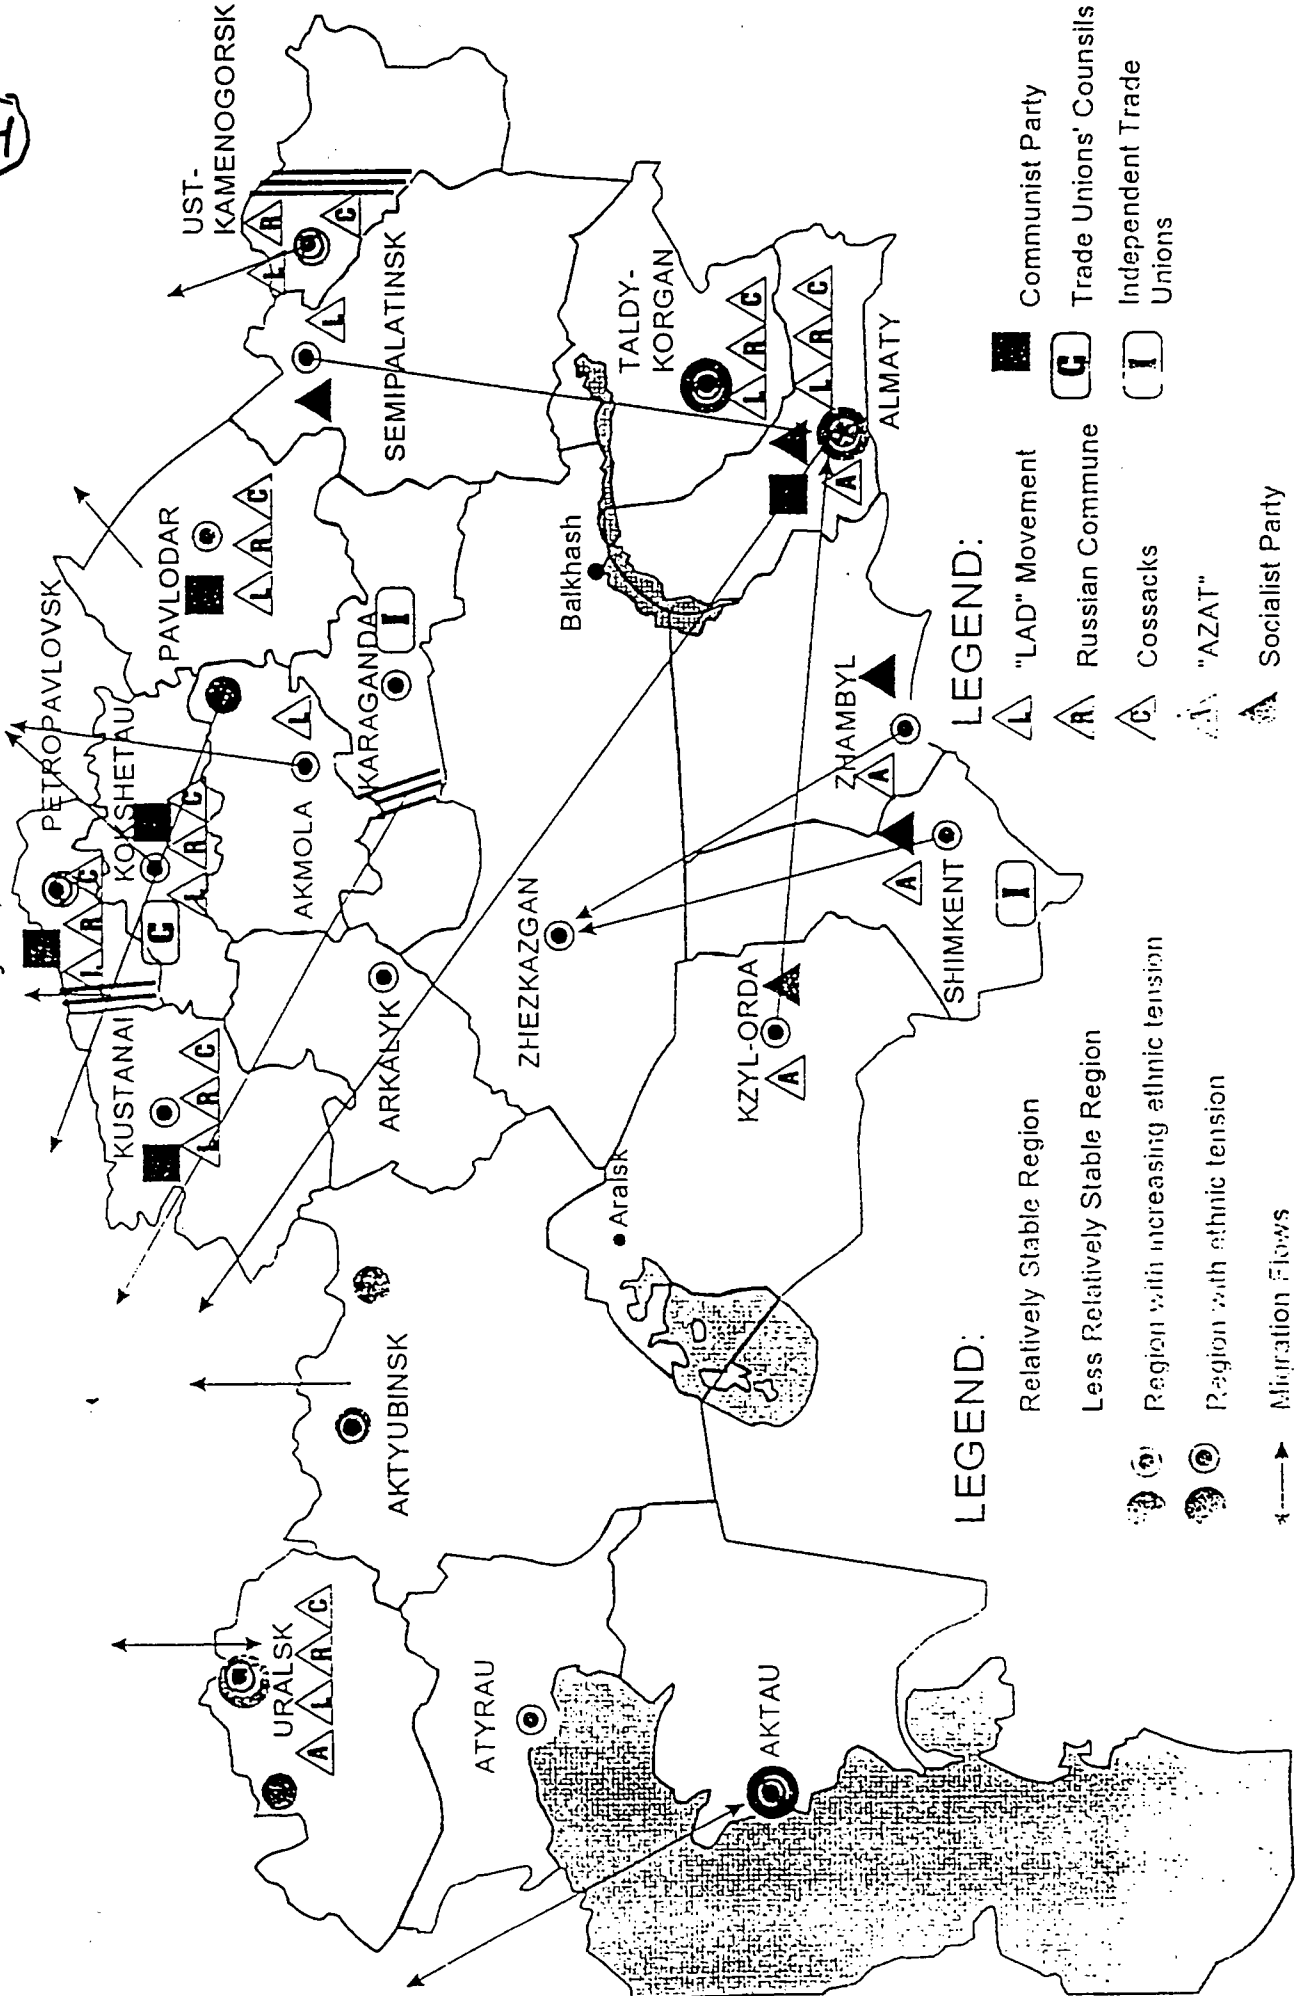 PETROPAVLOVSK
KOKSHETAU
KUSTANAI
PAVLODAR
UST-
KAMENOGORSK
URALSK
AKMOLA
KARAGANDA
SEMIPALATINSK
AKTYUBINSK
ARKALYK
ATYRAU
ZHEZKAZGAN
Balkhash
TALDY-
KORGAN
Aralsk
AKTAU
KZYL-ORDA
ZHAMBYL
ALMATY
SHIMKENT
L R C
C
L R C
L R C
L R C
L R C
L
L
I
A L R C
L R C
L R C
A
A
A
A
I
LEGEND:
Relatively Stable Region
Less Relatively Stable Region
Region with increasing ethnic tension
Region with ethnic tension
Migration Flows
LEGEND:
L "LAD" Movement
R Russian Commune
C Cossacks
"AZAT"
Socialist Party
Communist Party
C Trade Unions' Counsils
I Independent Trade
Unions